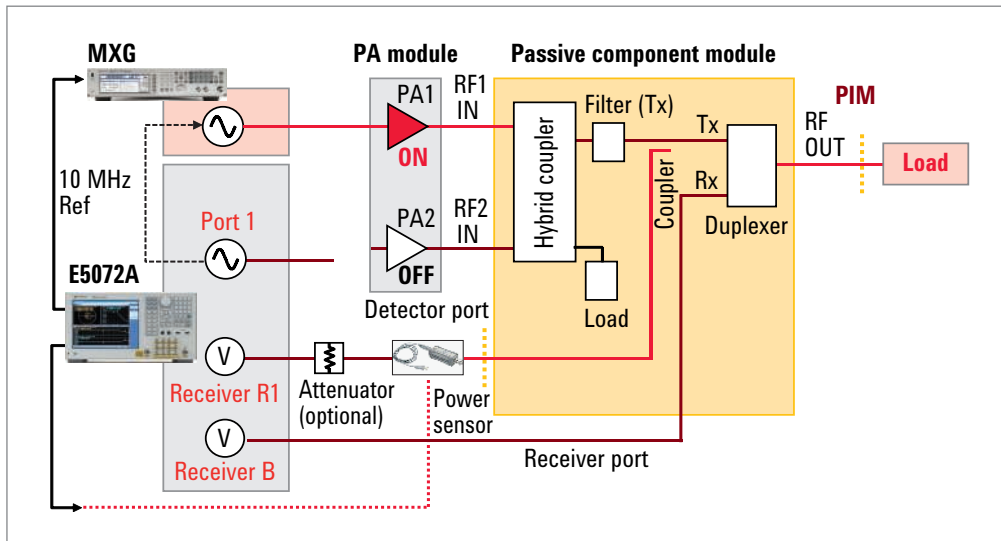 MXG
PA module
Passive component module
PA1
RF1
IN
ON
Filter (Tx)
Tx
PIM
RF
OUT
Load
10 MHz
Ref
Port 1
Hybrid coupler
Coupler
Rx
Duplexer
PA2
RF2
IN
OFF
E5072A
Detector port
Load
V
Receiver R1
Attenuator
(optional)
Power
sensor
V
Receiver B
Receiver port